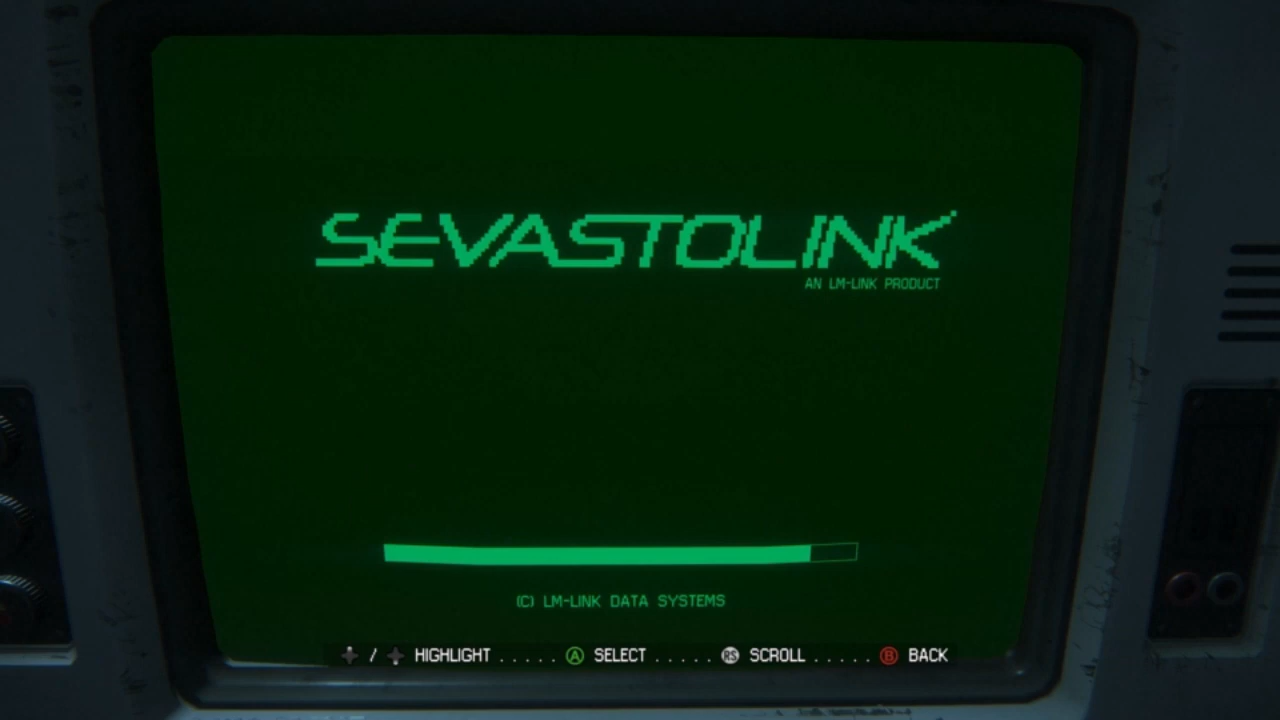 SEVASTOLINK
AN LM-LINK PRODUCT
(C) LM-LINK DATA SYSTEMS
/ HIGHLIGHT ..... A SELECT ..... RS SCROLL ..... B BACK